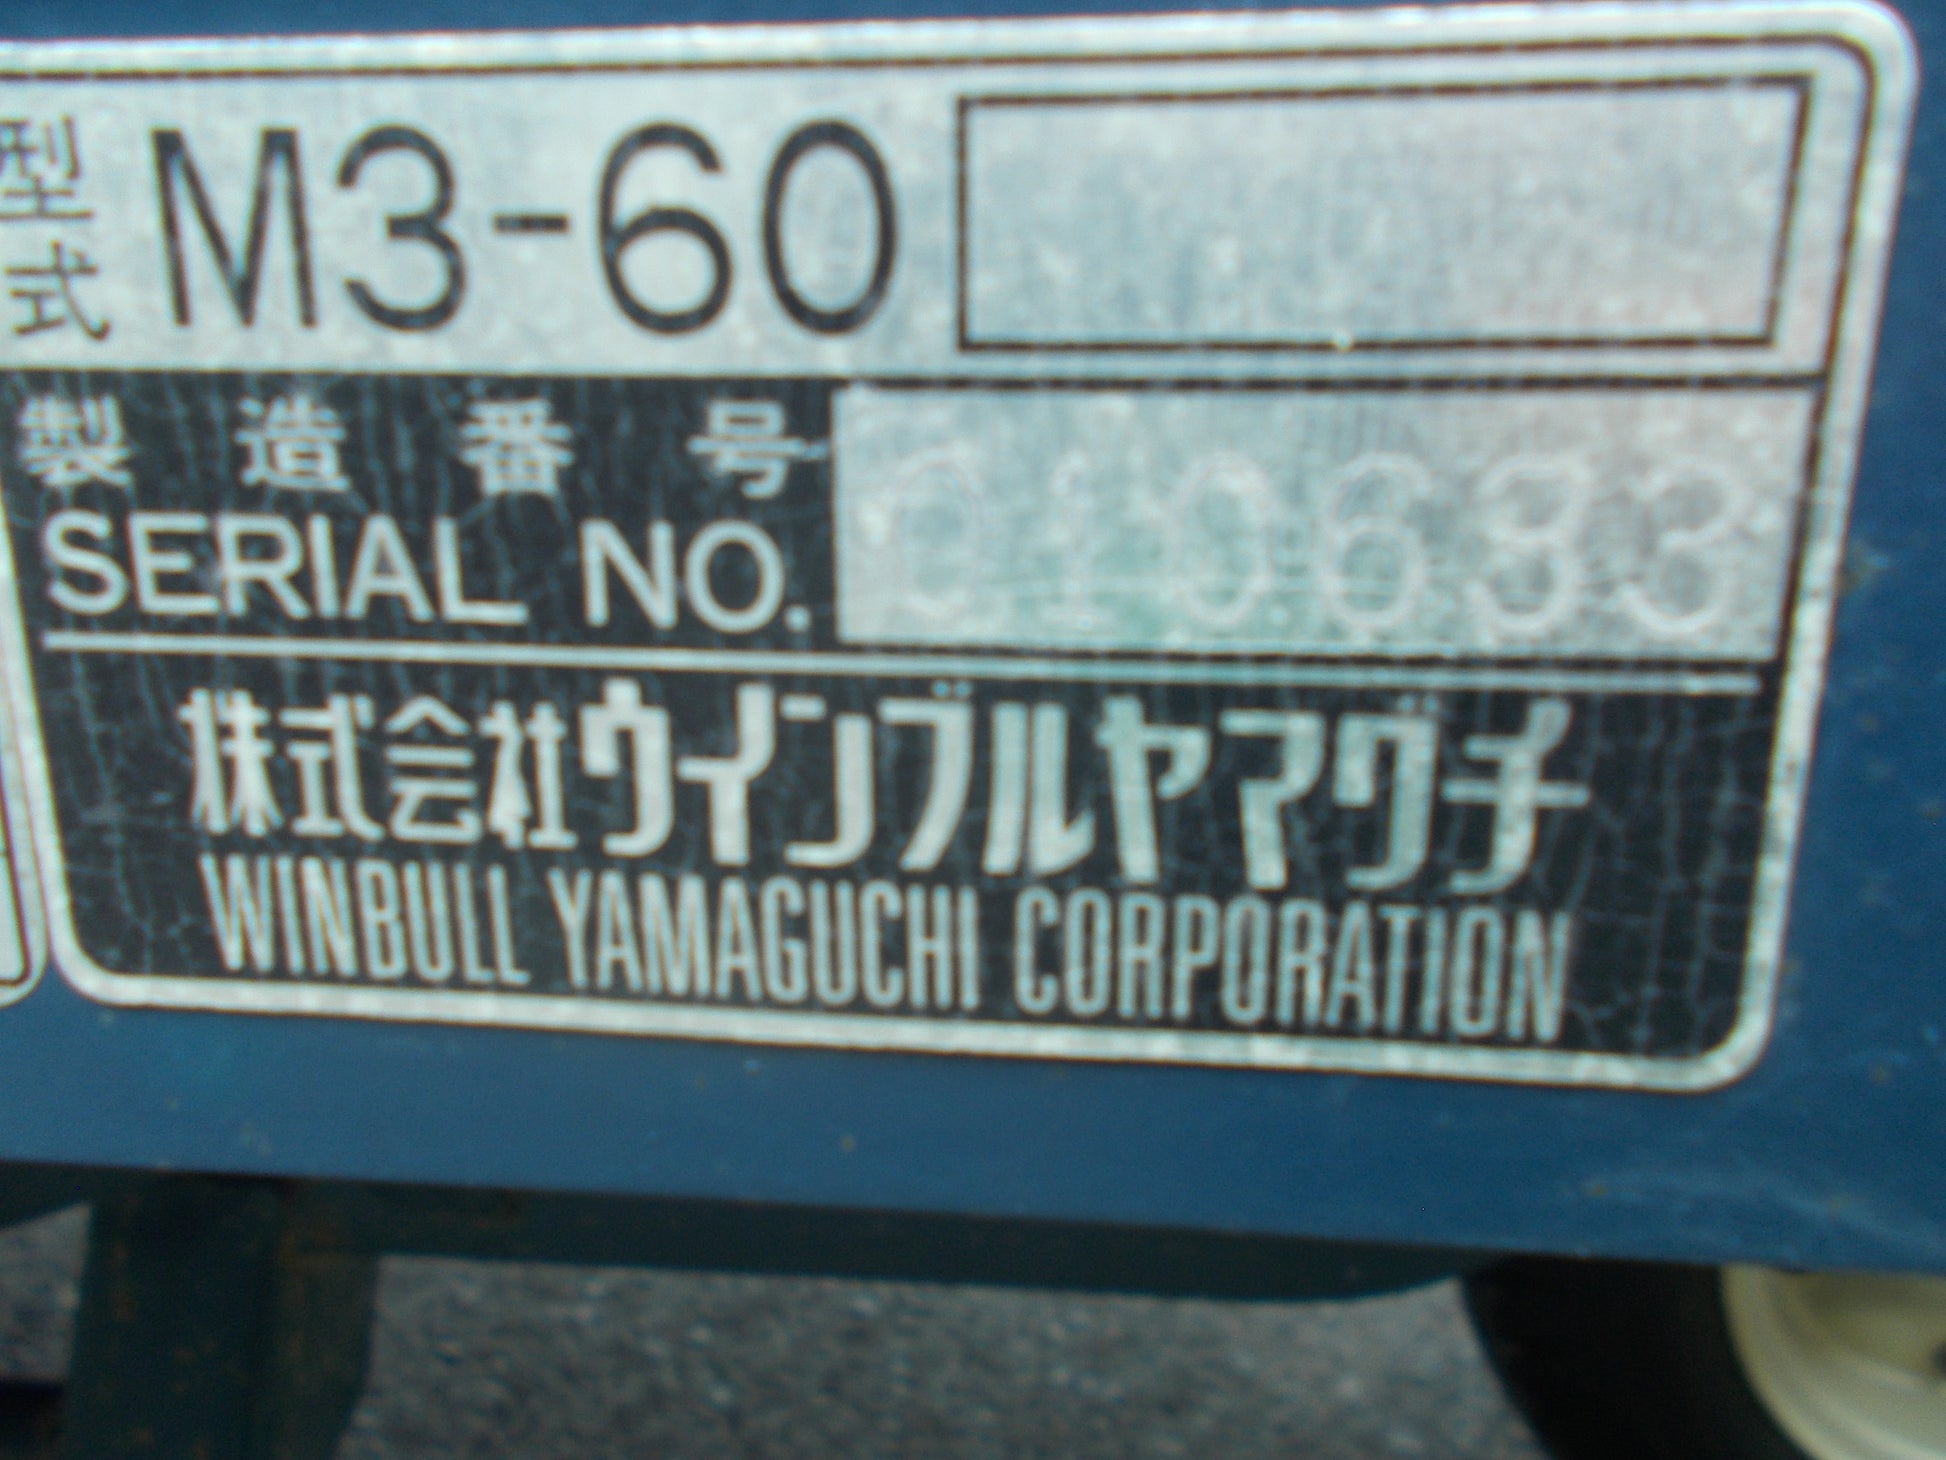 型式 M3-60
製造番号
SERIAL NO. 010633
株式会社ウインブルヤマグチ
WINBULL YAMAGUCHI CORPORATION